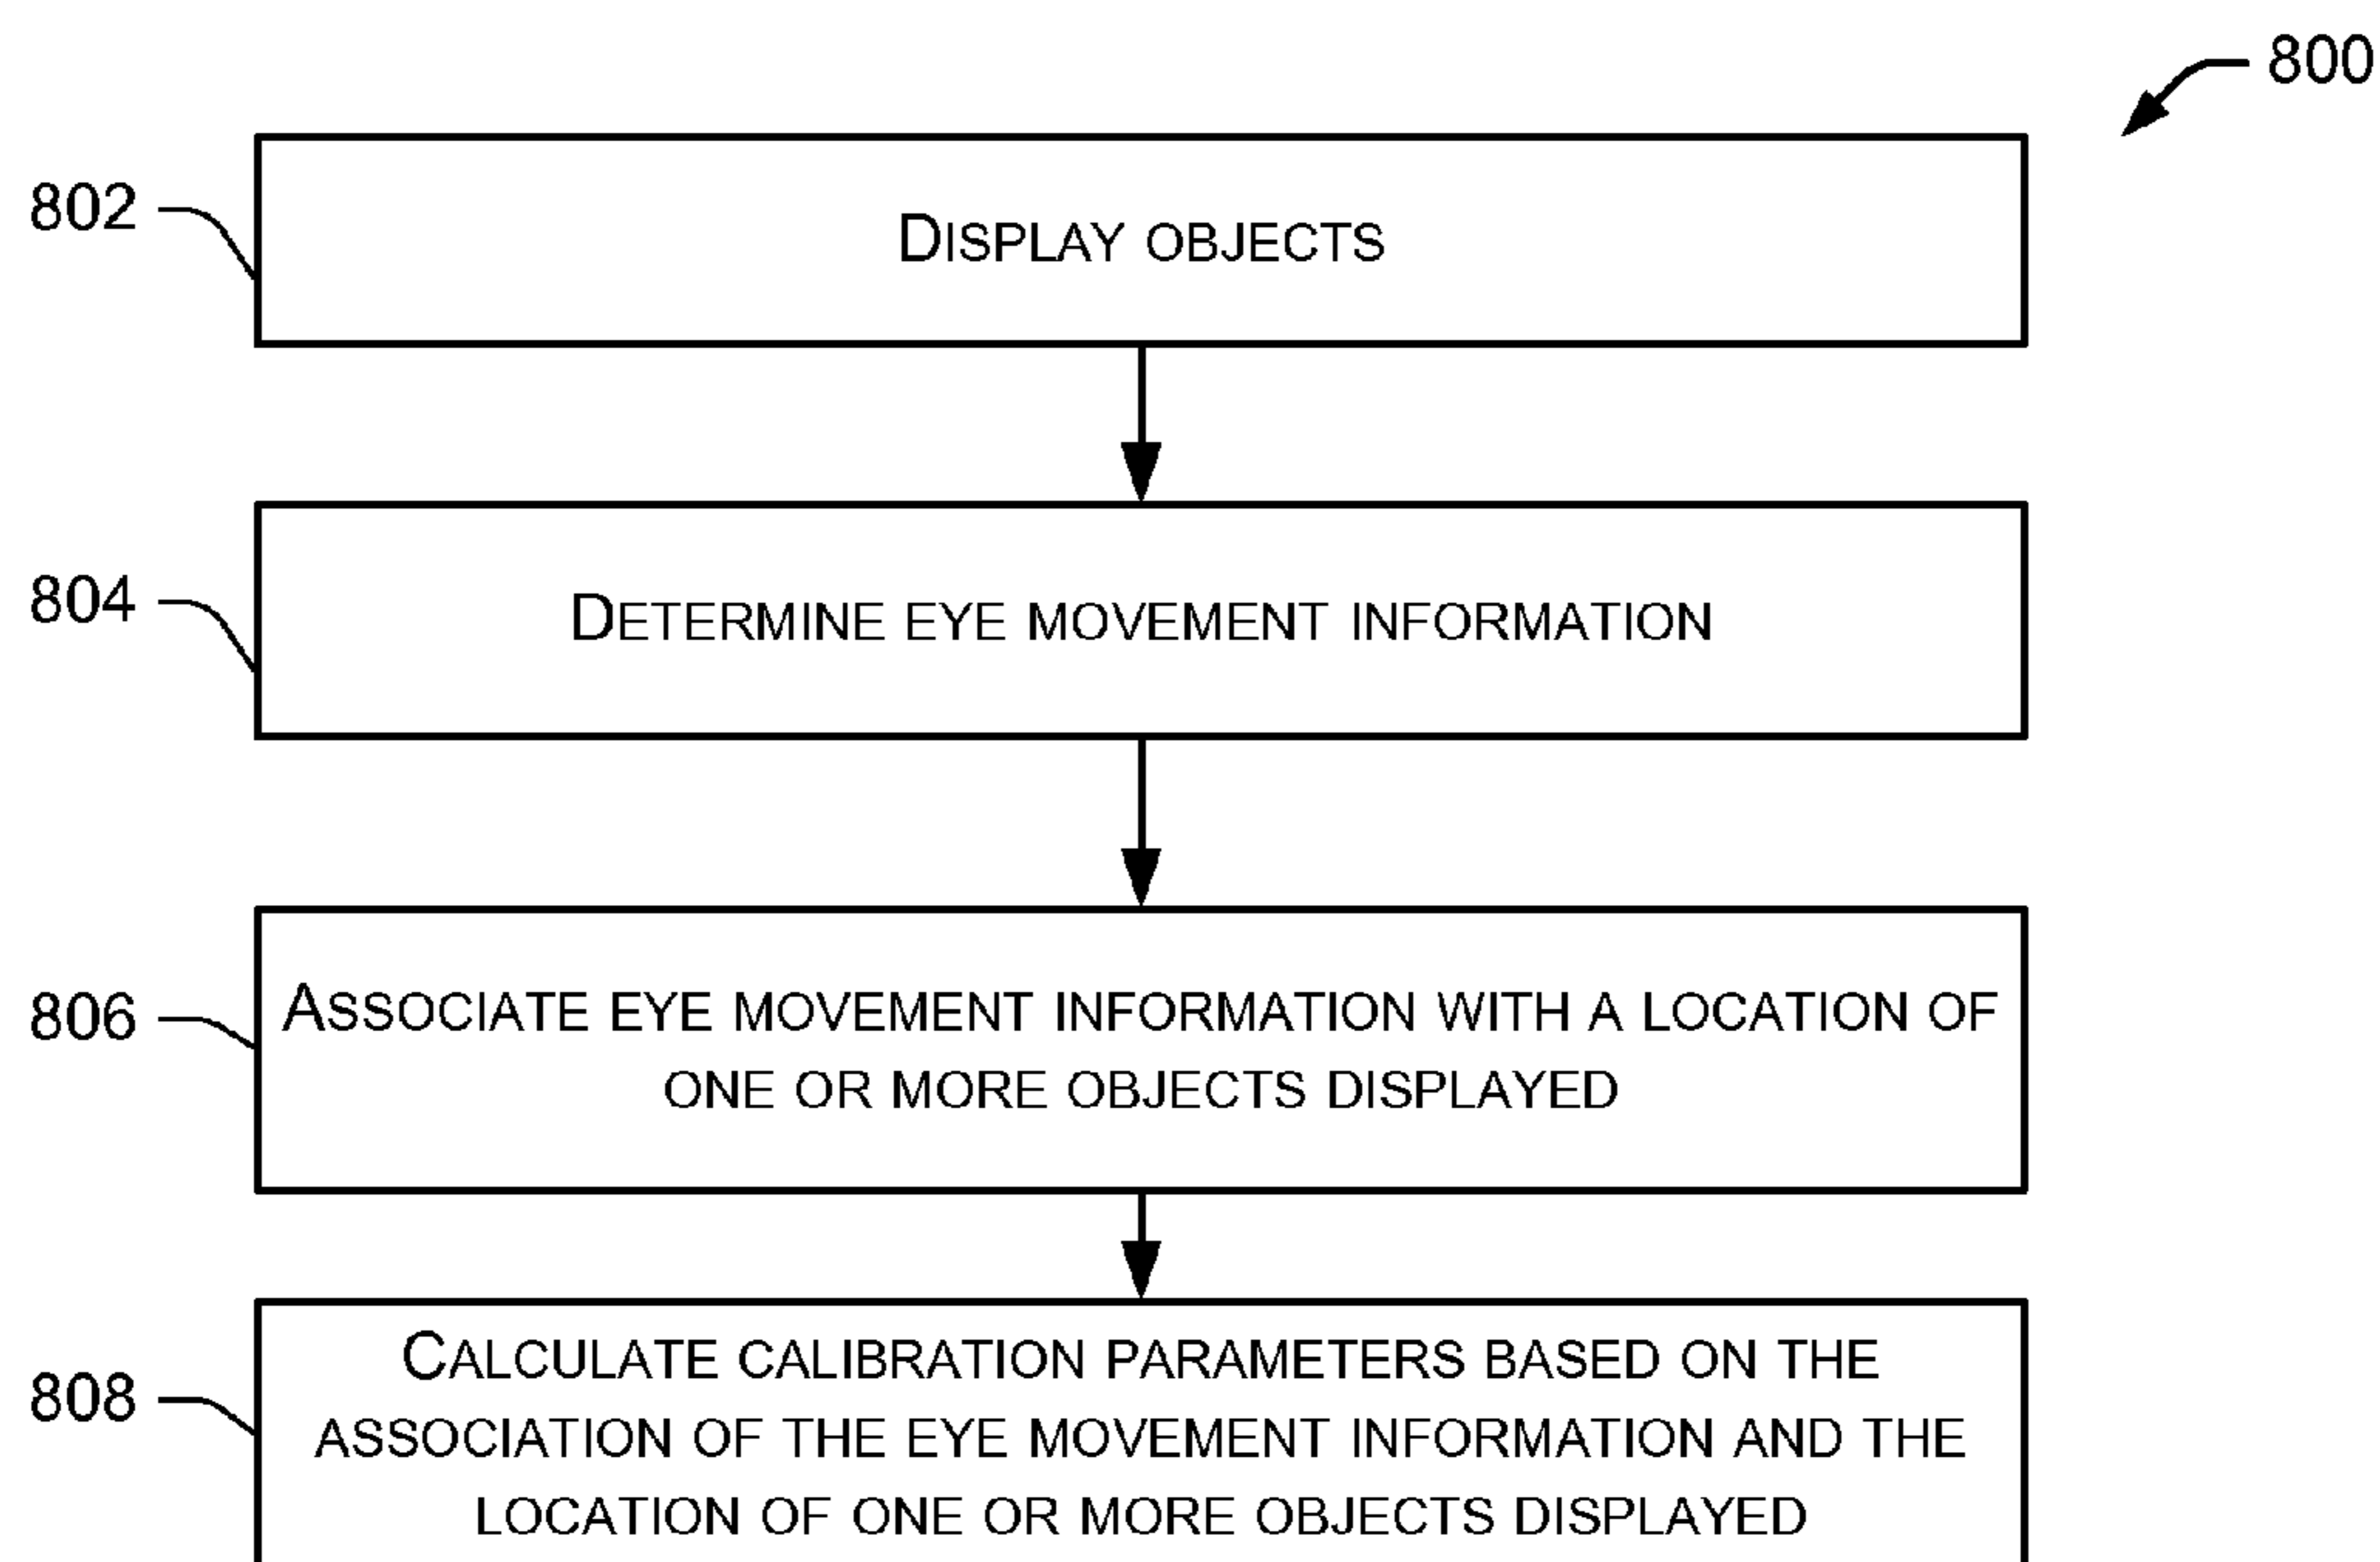 800
802
DISPLAY OBJECTS
804
DETERMINE EYE MOVEMENT INFORMATION
806
ASSOCIATE EYE MOVEMENT INFORMATION WITH A LOCATION OF
ONE OR MORE OBJECTS DISPLAYED
808
CALCULATE CALIBRATION PARAMETERS BASED ON THE
ASSOCIATION OF THE EYE MOVEMENT INFORMATION AND THE
LOCATION OF ONE OR MORE OBJECTS DISPLAYED